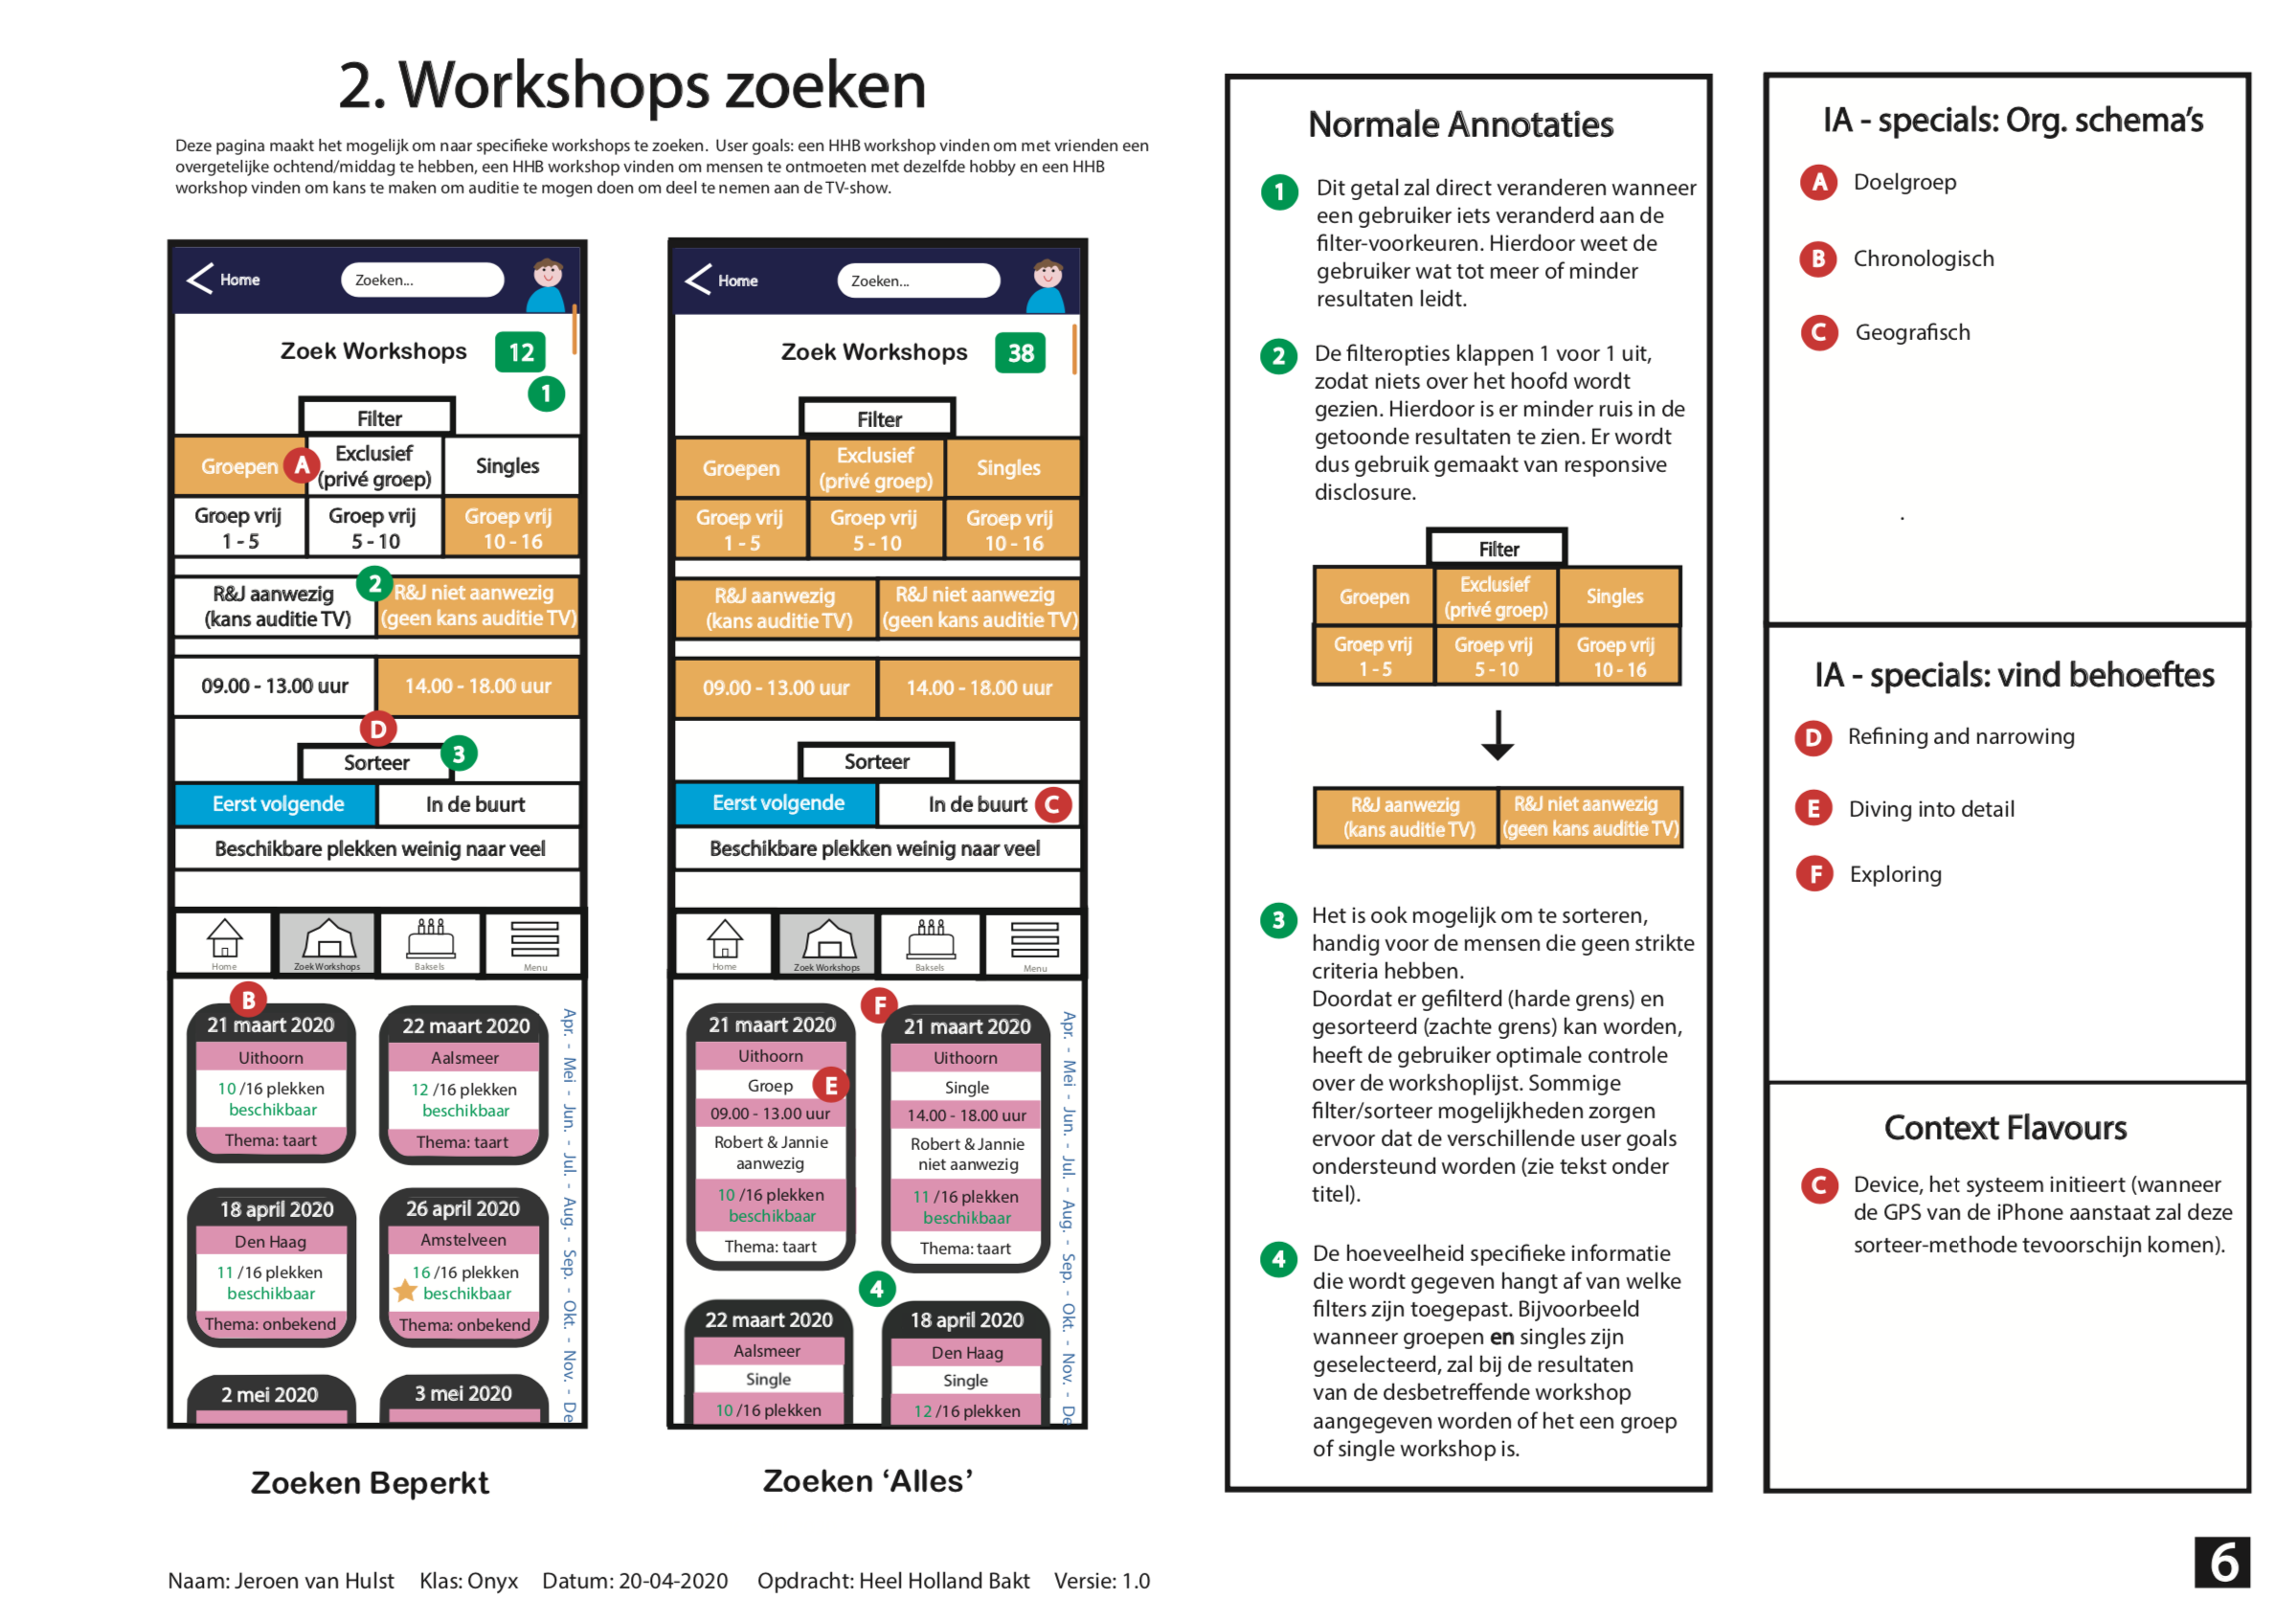 2. Workshops zoeken
Deze pagina maakt het mogelijk om naar specifieke workshops te zoeken.  User goals: een HHB workshop vinden om met vrienden een
overgetelijke ochtend/middag te hebben, een HHB workshop vinden om mensen te ontmoeten met dezelfde hobby en een HHB
workshop vinden om kans te maken om auditie te mogen doen om deel te nemen aan de TV-show.
Home
Zoeken...
Zoek Workshops
12
1
Filter
Groepen
A
Exclusief
(privé groep)
Singles
Groep vrij
1 - 5
Groep vrij
5 - 10
Groep vrij
10 - 16
R&J aanwezig
(kans auditie TV)
2
R&J niet aanwezig
(geen kans auditie TV)
09.00 - 13.00 uur
14.00 - 18.00 uur
D
Sorteer
3
Eerst volgende
In de buurt
Beschikbare plekken weinig naar veel
Home
Zoek Workshops
Baksels
Menu
B
21 maart 2020
Uithoorn
10 /16 plekken
beschikbaar
Thema: taart
22 maart 2020
Aalsmeer
12 /16 plekken
beschikbaar
Thema: taart
18 april 2020
Den Haag
11 /16 plekken
beschikbaar
Thema: onbekend
26 april 2020
Amstelveen
16 /16 plekken
beschikbaar
Thema: onbekend
2 mei 2020
3 mei 2020
Apr. - Mei - Jun. - Jul. - Aug. - Sep. - Okt. - Nov. - De
Zoeken Beperkt
Home
Zoeken...
Zoek Workshops
38
Filter
Groepen
Exclusief
(privé groep)
Singles
Groep vrij
1 - 5
Groep vrij
5 - 10
Groep vrij
10 - 16
R&J aanwezig
(kans auditie TV)
R&J niet aanwezig
(geen kans auditie TV)
09.00 - 13.00 uur
14.00 - 18.00 uur
Sorteer
Eerst volgende
In de buurt
C
Beschikbare plekken weinig naar veel
Home
Zoek Workshops
Baksels
Menu
21 maart 2020
Uithoorn
Groep
E
09.00 - 13.00 uur
Robert & Jannie
aanwezig
10 /16 plekken
beschikbaar
Thema: taart
F
21 maart 2020
Uithoorn
Single
14.00 - 18.00 uur
Robert & Jannie
niet aanwezig
11 /16 plekken
beschikbaar
Thema: taart
4
22 maart 2020
Aalsmeer
Single
10 /16 plekken
18 april 2020
Den Haag
Single
12 /16 plekken
Apr. - Mei - Jun. - Jul. - Aug. - Sep. - Okt. - Nov. - De
Zoeken ‘Alles’
Normale Annotaties
1
Dit getal zal direct veranderen wanneer
een gebruiker iets veranderd aan de
filter-voorkeuren. Hierdoor weet de
gebruiker wat tot meer of minder
resultaten leidt.
2
De filteropties klappen 1 voor 1 uit,
zodat niets over het hoofd wordt
gezien. Hierdoor is er minder ruis in de
getoonde resultaten te zien. Er wordt
dus gebruik gemaakt van responsive
disclosure.
Filter
Groepen
Exclusief
(privé groep)
Singles
Groep vrij
1 - 5
Groep vrij
5 - 10
Groep vrij
10 - 16
R&J aanwezig
(kans auditie TV)
R&J niet aanwezig
(geen kans auditie TV)
3
Het is ook mogelijk om te sorteren,
handig voor de mensen die geen strikte
criteria hebben.
Doordat er gefilterd (harde grens) en
gesorteerd (zachte grens) kan worden,
heeft de gebruiker optimale controle
over de workshoplijst. Sommige
filter/sorteer mogelijkheden zorgen
ervoor dat de verschillende user goals
ondersteund worden (zie tekst onder
titel).
4
De hoeveelheid specifieke informatie
die wordt gegeven hangt af van welke
filters zijn toegepast. Bijvoorbeeld
wanneer groepen en singles zijn
geselecteerd, zal bij de resultaten
van de desbetreffende workshop
aangegeven worden of het een groep
of single workshop is.
IA - specials: Org. schema’s
A Doelgroep
B Chronologisch
C Geografisch
.
IA - specials: vind behoeftes
D Refining and narrowing
E Diving into detail
F Exploring
Context Flavours
C
Device, het systeem initieert (wanneer
de GPS van de iPhone aanstaat zal deze
sorteer-methode tevoorschijn komen).
Naam: Jeroen van Hulst Klas: Onyx Datum: 20-04-2020 Opdracht: Heel Holland Bakt Versie: 1.0
6